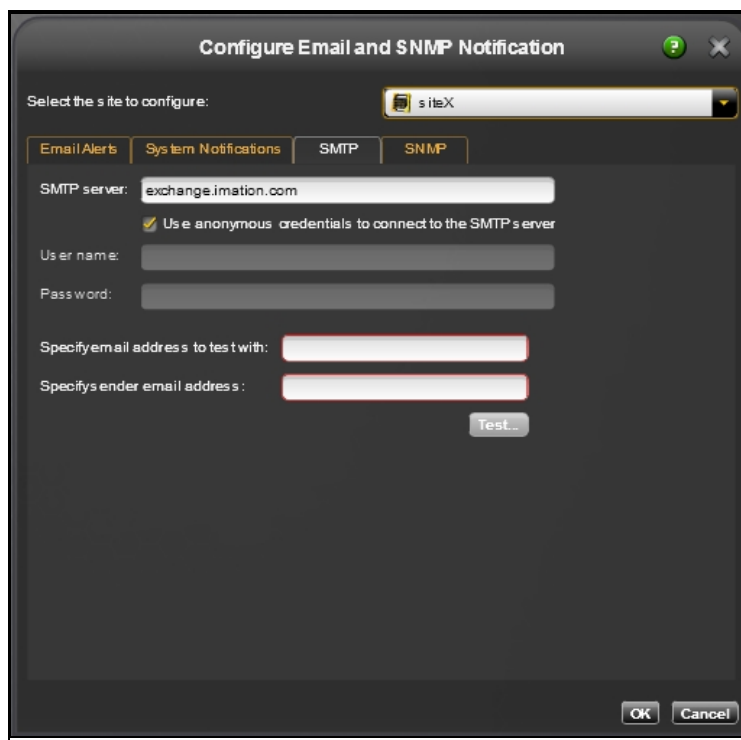 Configure Email and SNMP Notification
?
Select the site to configure: siteX
Email Alerts System Notifications SMTP SNMP
SMTP server: exchange.imation.com
Use anonymous credentials to connect to the SMTP server
User name:
Password:
Specify email address to test with:
Specify sender email address:
Test...
OK Cancel